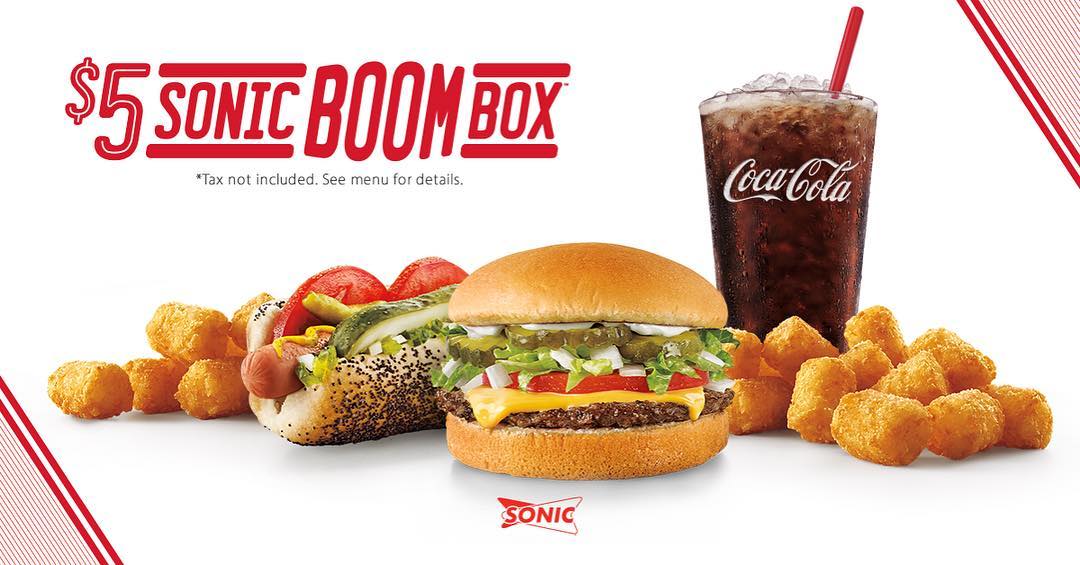 $5 SONIC BOOM BOX™
*Tax not included. See menu for details.
Coca-Cola
SONIC